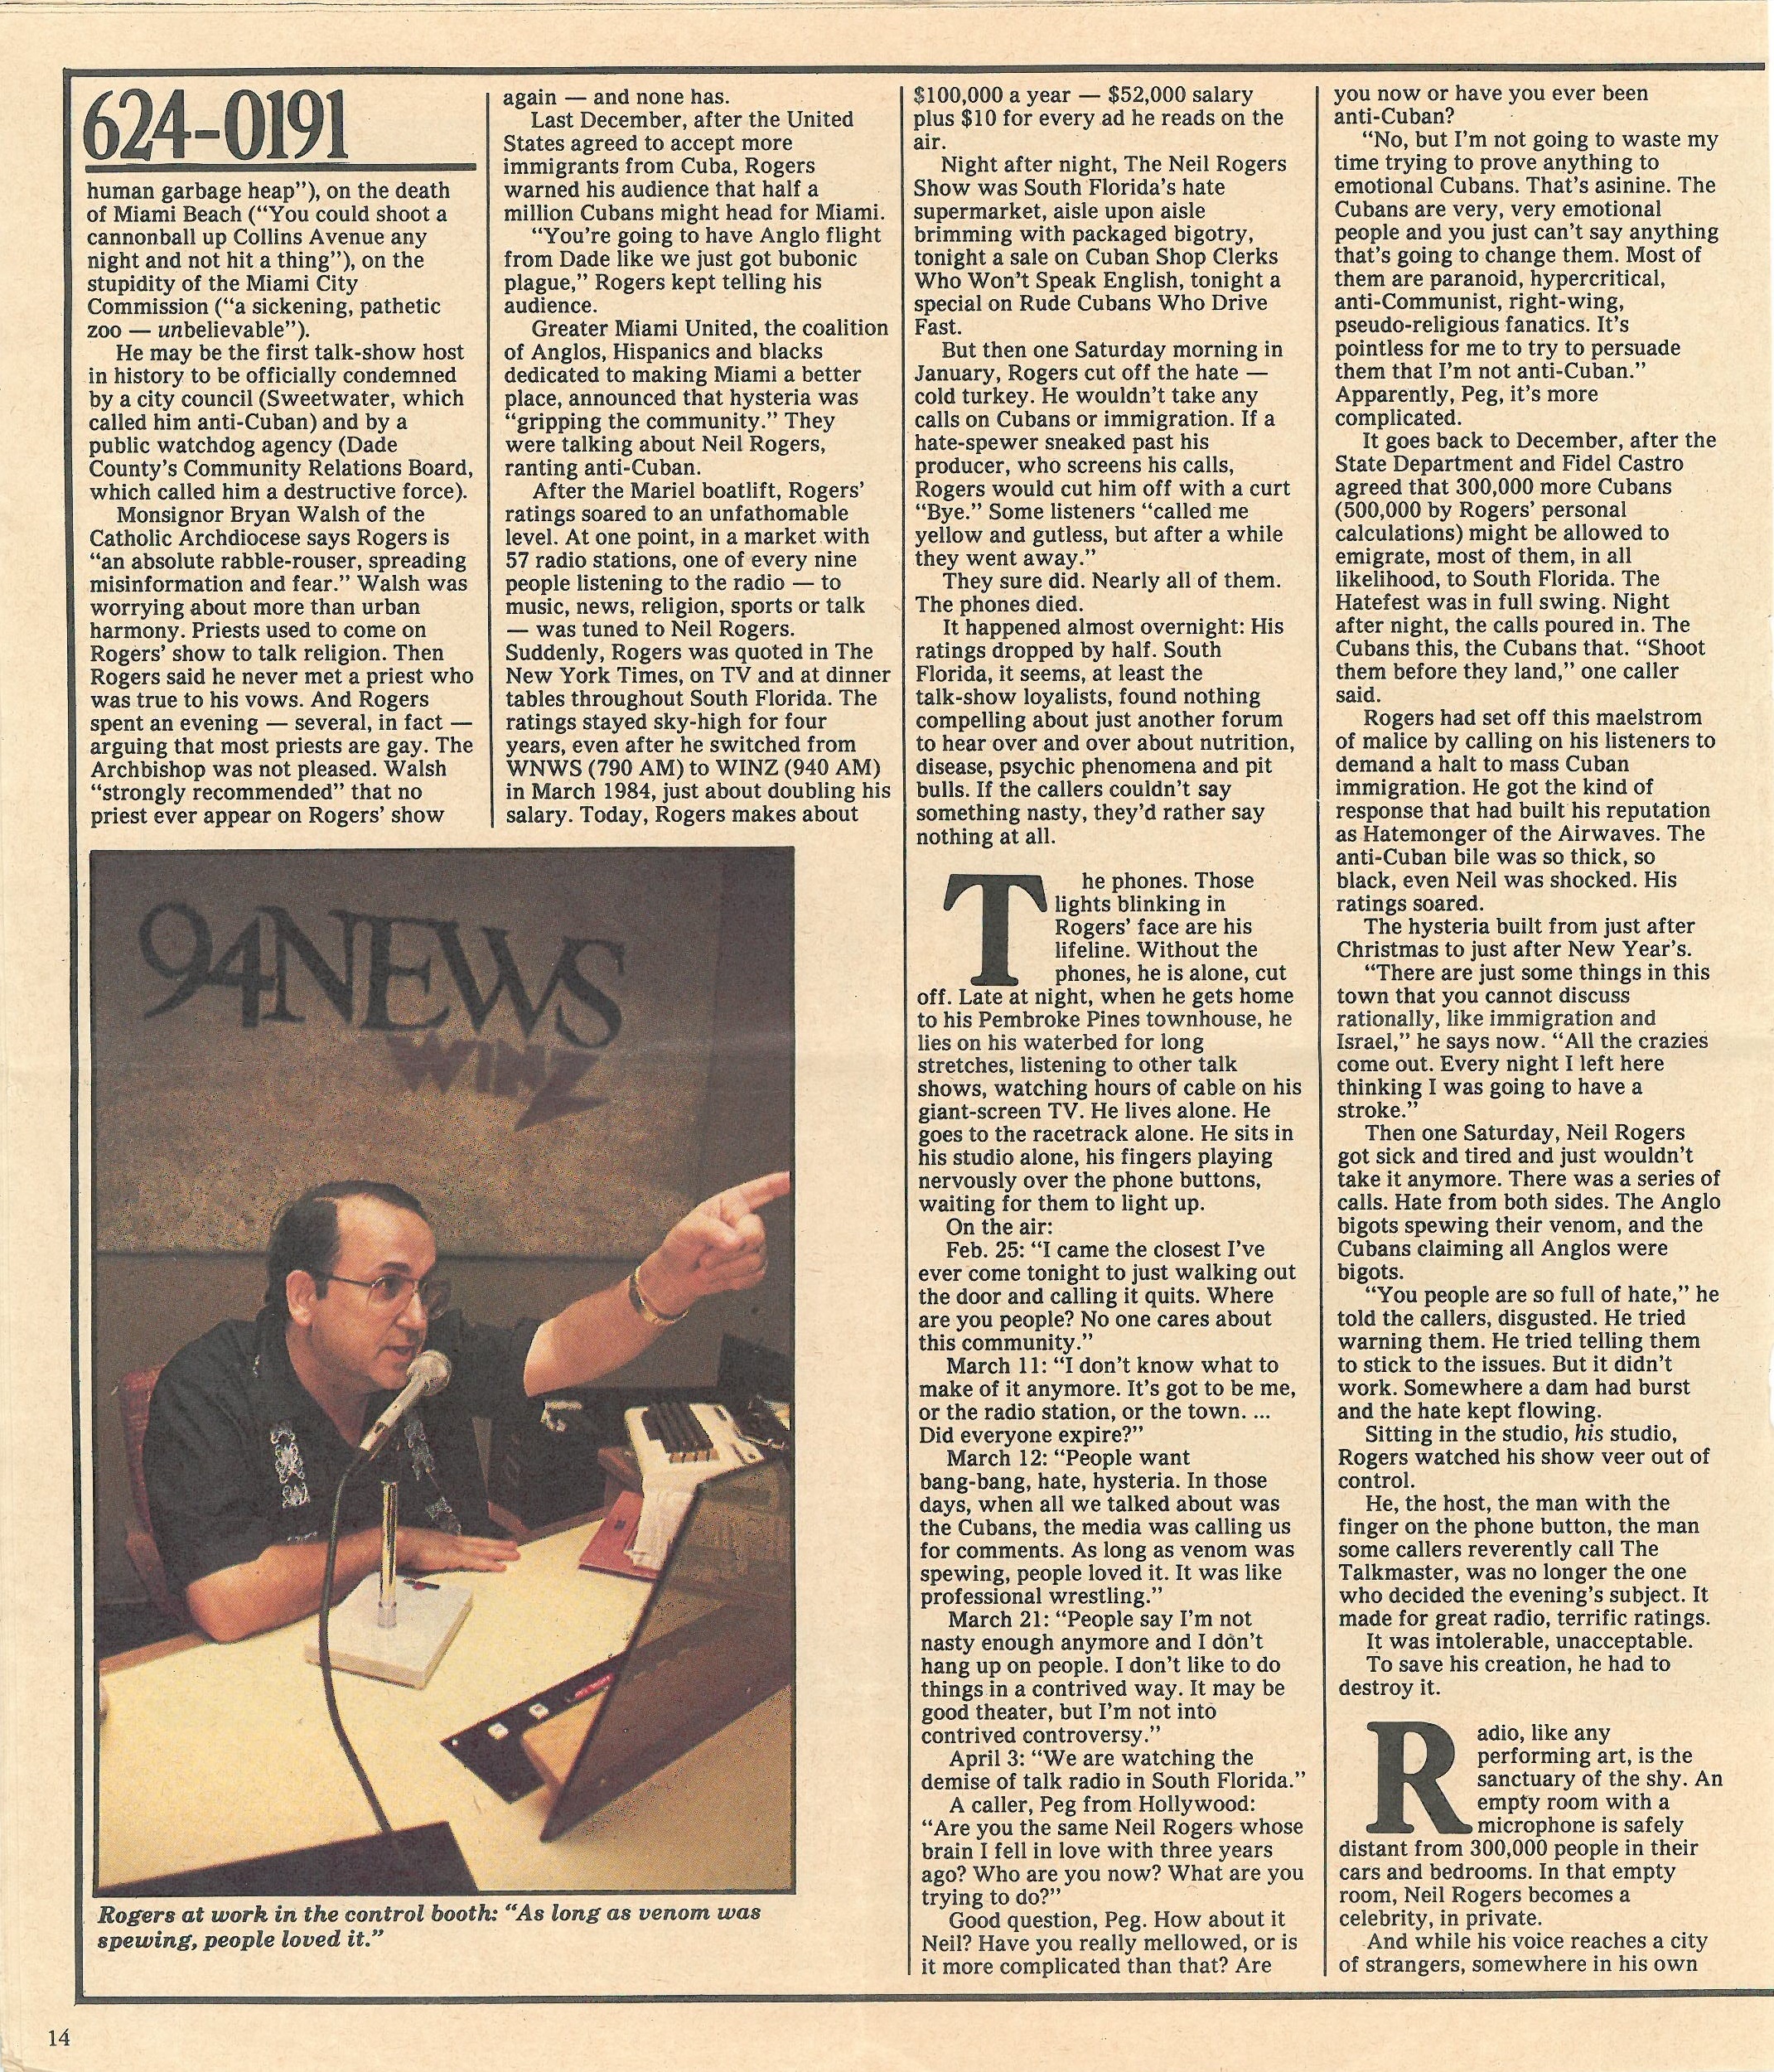 624-0191
human garbage heap”), on the death
of Miami Beach (“You could shoot a
cannonball up Collins Avenue any
night and not hit a thing”), on the
stupidity of the Miami City
Commission (“a sickening, pathetic
zoo — unbelievable”).
He may be the first talk-show host
in history to be officially condemned
by a city council (Sweetwater, which
called him anti-Cuban) and by a
public watchdog agency (Dade
County’s Community Relations Board,
which called him a destructive force).
Monsignor Bryan Walsh of the
Catholic Archdiocese says Rogers is
“an absolute rabble-rouser, spreading
misinformation and fear.” Walsh was
worrying about more than urban
harmony. Priests used to come on
Rogers’ show to talk religion. Then
Rogers said he never met a priest who
was true to his vows. And Rogers
spent an evening — several, in fact —
arguing that most priests are gay. The
Archbishop was not pleased. Walsh
“strongly recommended” that no
priest ever appear on Rogers’ show
again — and none has.
Last December, after the United
States agreed to accept more
immigrants from Cuba, Rogers
warned his audience that half a
million Cubans might head for Miami.
“You’re going to have Anglo flight
from Dade like we just got bubonic
plague,” Rogers kept telling his
audience.
Greater Miami United, the coalition
of Anglos, Hispanics and blacks
dedicated to making Miami a better
place, announced that hysteria was
“gripping the community.” They
were talking about Neil Rogers,
ranting anti-Cuban.
After the Mariel boatlift, Rogers’
ratings soared to an unfathomable
level. At one point, in a market with
57 radio stations, one of every nine
people listening to the radio — to
music, news, religion, sports or talk
— was tuned to Neil Rogers.
Suddenly, Rogers was quoted in The
New York Times, on TV and at dinner
tables throughout South Florida. The
ratings stayed sky-high for four
years, even after he switched from
WNWS (790 AM) to WINZ (940 AM)
in March 1984, just about doubling his
salary. Today, Rogers makes about
94NEWS
WINZ
Rogers at work in the control booth: “As long as venom was
spewing, people loved it.”
$100,000 a year — $52,000 salary
plus $10 for every ad he reads on the
air.
Night after night, The Neil Rogers
Show was South Florida’s hate
supermarket, aisle upon aisle
brimming with packaged bigotry,
tonight a sale on Cuban Shop Clerks
Who Won’t Speak English, tonight a
special on Rude Cubans Who Drive
Fast.
But then one Saturday morning in
January, Rogers cut off the hate —
cold turkey. He wouldn’t take any
calls on Cubans or immigration. If a
hate-spewer sneaked past his
producer, who screens his calls,
Rogers would cut him off with a curt
“Bye.” Some listeners “called me
yellow and gutless, but after a while
they went away.”
They sure did. Nearly all of them.
The phones died.
It happened almost overnight: His
ratings dropped by half. South
Florida, it seems, at least the
talk-show loyalists, found nothing
compelling about just another forum
to hear over and over about nutrition,
disease, psychic phenomena and pit
bulls. If the callers couldn’t say
something nasty, they’d rather say
nothing at all.
The phones. Those
lights blinking in
Rogers’ face are his
lifeline. Without the
phones, he is alone, cut
off. Late at night, when he gets home
to his Pembroke Pines townhouse, he
lies on his waterbed for long
stretches, listening to other talk
shows, watching hours of cable on his
giant-screen TV. He lives alone. He
goes to the racetrack alone. He sits in
his studio alone, his fingers playing
nervously over the phone buttons,
waiting for them to light up.
On the air:
Feb. 25: “I came the closest I’ve
ever come tonight to just walking out
the door and calling it quits. Where
are you people? No one cares about
this community.”
March 11: “I don’t know what to
make of it anymore. It’s got to be me,
or the radio station, or the town. ...
Did everyone expire?”
March 12: “People want
bang-bang, hate, hysteria. In those
days, when all we talked about was
the Cubans, the media was calling us
for comments. As long as venom was
spewing, people loved it. It was like
professional wrestling.”
March 21: “People say I’m not
nasty enough anymore and I don’t
hang up on people. I don’t like to do
things in a contrived way. It may be
good theater, but I’m not into
contrived controversy.”
April 3: “We are watching the
demise of talk radio in South Florida.”
A caller, Peg from Hollywood:
“Are you the same Neil Rogers whose
brain I fell in love with three years
ago? Who are you now? What are you
trying to do?”
Good question, Peg. How about it
Neil? Have you really mellowed, or is
it more complicated than that? Are
you now or have you ever been
anti-Cuban?
“No, but I’m not going to waste my
time trying to prove anything to
emotional Cubans. That’s asinine. The
Cubans are very, very emotional
people and you just can’t say anything
that’s going to change them. Most of
them are paranoid, hypercritical,
anti-Communist, right-wing,
pseudo-religious fanatics. It’s
pointless for me to try to persuade
them that I’m not anti-Cuban.”
Apparently, Peg, it’s more
complicated.
It goes back to December, after the
State Department and Fidel Castro
agreed that 300,000 more Cubans
(500,000 by Rogers’ personal
calculations) might be allowed to
emigrate, most of them, in all
likelihood, to South Florida. The
Hatefest was in full swing. Night
after night, the calls poured in. The
Cubans this, the Cubans that. “Shoot
them before they land,” one caller
said.
Rogers had set off this maelstrom
of malice by calling on his listeners to
demand a halt to mass Cuban
immigration. He got the kind of
response that had built his reputation
as Hatemonger of the Airwaves. The
anti-Cuban bile was so thick, so
black, even Neil was shocked. His
ratings soared.
The hysteria built from just after
Christmas to just after New Year’s.
“There are just some things in this
town that you cannot discuss
rationally, like immigration and
Israel,” he says now. “All the crazies
come out. Every night I left here
thinking I was going to have a
stroke.”
Then one Saturday, Neil Rogers
got sick and tired and just wouldn’t
take it anymore. There was a series of
calls. Hate from both sides. The Anglo
bigots spewing their venom, and the
Cubans claiming all Anglos were
bigots.
“You people are so full of hate,” he
told the callers, disgusted. He tried
warning them. He tried telling them
to stick to the issues. But it didn’t
work. Somewhere a dam had burst
and the hate kept flowing.
Sitting in the studio, his studio,
Rogers watched his show veer out of
control.
He, the host, the man with the
finger on the phone button, the man
some callers reverently call The
Talkmaster, was no longer the one
who decided the evening’s subject. It
made for great radio, terrific ratings.
It was intolerable, unacceptable.
To save his creation, he had to
destroy it.
Radio, like any
performing art, is the
sanctuary of the shy. An
empty room with a
microphone is safely
distant from 300,000 people in their
cars and bedrooms. In that empty
room, Neil Rogers becomes a
celebrity, in private.
And while his voice reaches a city
of strangers, somewhere in his own
14